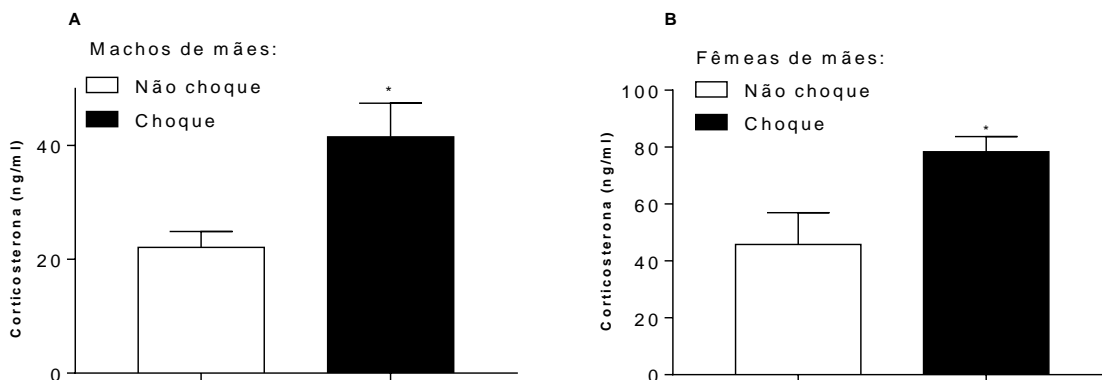 A
Machos de mães:
Não choque
Choque
Corticosterona (ng/ml)
40
20
0
*
B
Fêmeas de mães:
Não choque
Choque
Corticosterona (ng/ml)
100
80
60
40
20
0
*